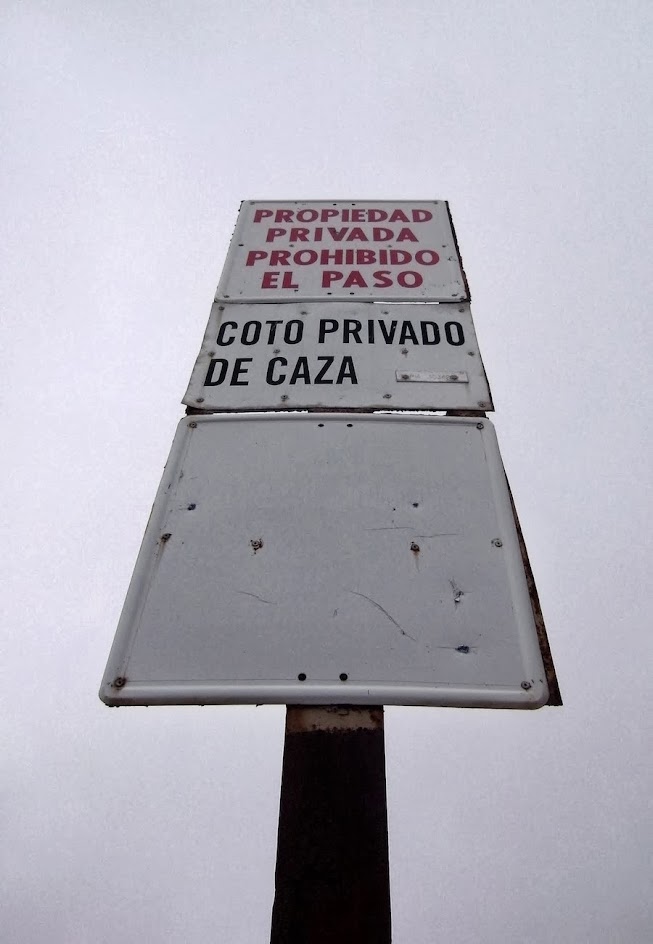 PROPIEDAD
PRIVADA
PROHIBIDO
EL PASO
COTO PRIVADO
DE CAZA